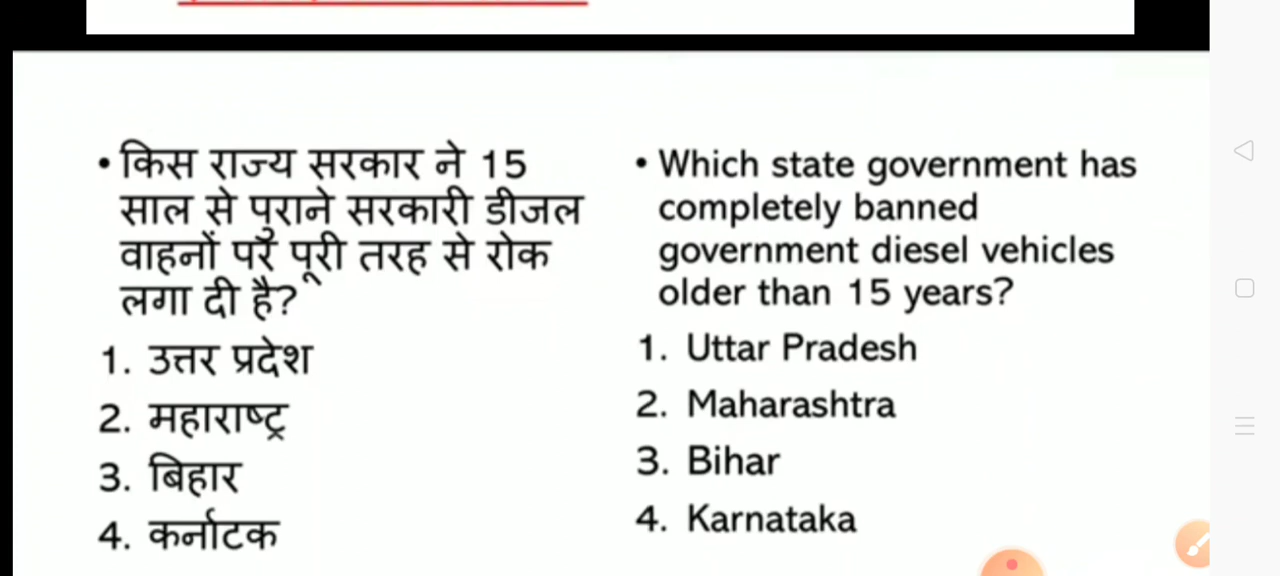 • किस राज्य सरकार ने 15
साल से पुराने सरकारी डीजल
वाहनों पर पूरी तरह से रोक
लगा दी है?
1. उत्तर प्रदेश
2. महाराष्ट्र
3. बिहार
4. कर्नाटक
• Which state government has
completely banned
government diesel vehicles
older than 15 years?
1. Uttar Pradesh
2. Maharashtra
3. Bihar
4. Karnataka